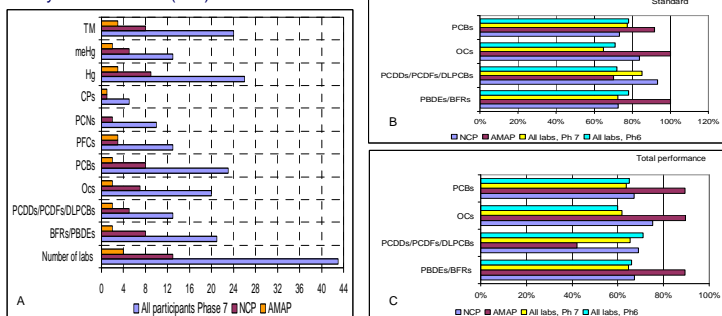 TM
meHg
Hg
CPs
PCNs
PFCs
PCBs
Ocs
PCDDs/PCDFs/DLPCBs
BFRs/PBDEs
Number of labs
0 4 8 12 16 20 24 28 32 36 40 44
A
All participants Phase 7 NCP AMAP
Standard
PCBs
OCs
PCDDs/PCDFs/DLPCBs
PBDEs/BFRs
0% 20% 40% 60% 80% 100% 120%
B
NCP AMAP All labs, Ph 7 All labs, Ph6
Total performance
PCBs
OCs
PCDDs/PCDFs/DLPCBs
PBDEs/BFRs
0% 20% 40% 60% 80% 100%
C
NCP AMAP All labs, Ph 7 All labs, Ph6